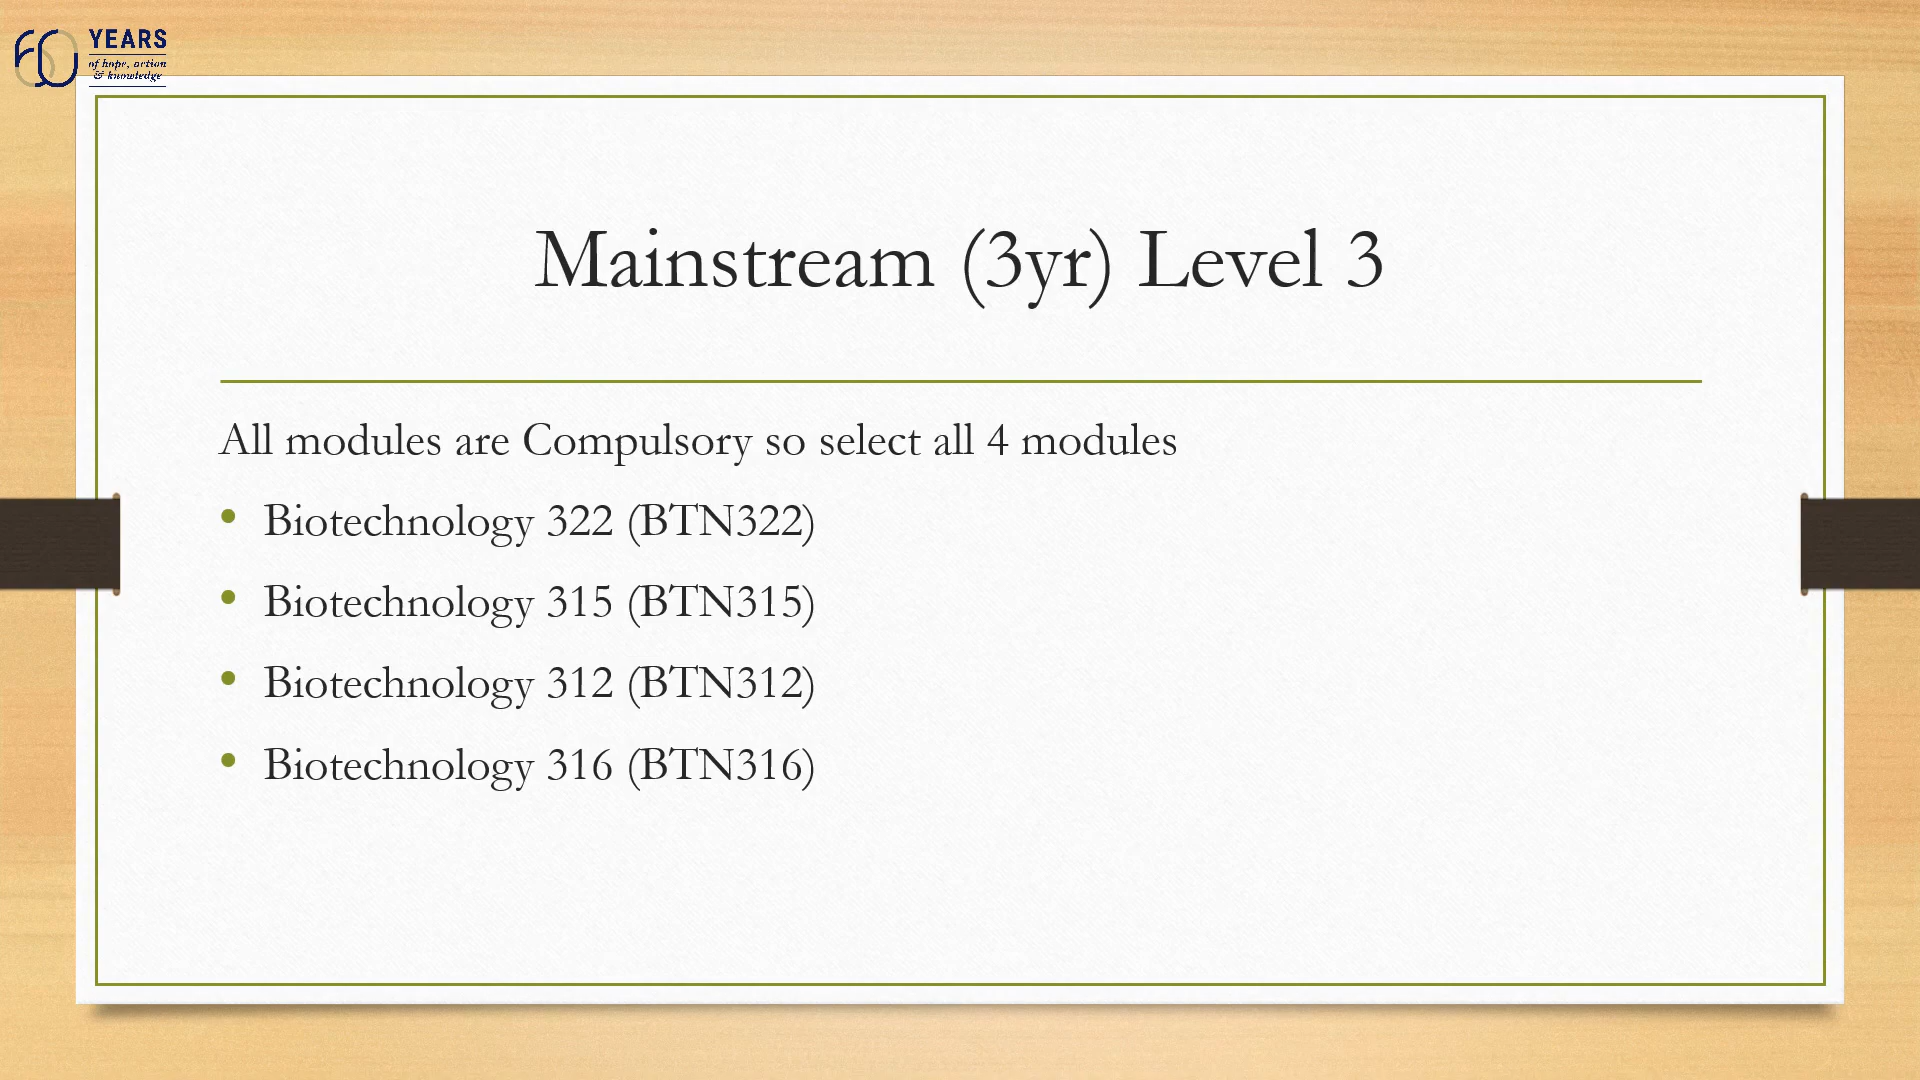 60 YEARS
of hope, action
& knowledge
Mainstream (3yr) Level 3
All modules are Compulsory so select all 4 modules
• Biotechnology 322 (BTN322)
• Biotechnology 315 (BTN315)
• Biotechnology 312 (BTN312)
• Biotechnology 316 (BTN316)